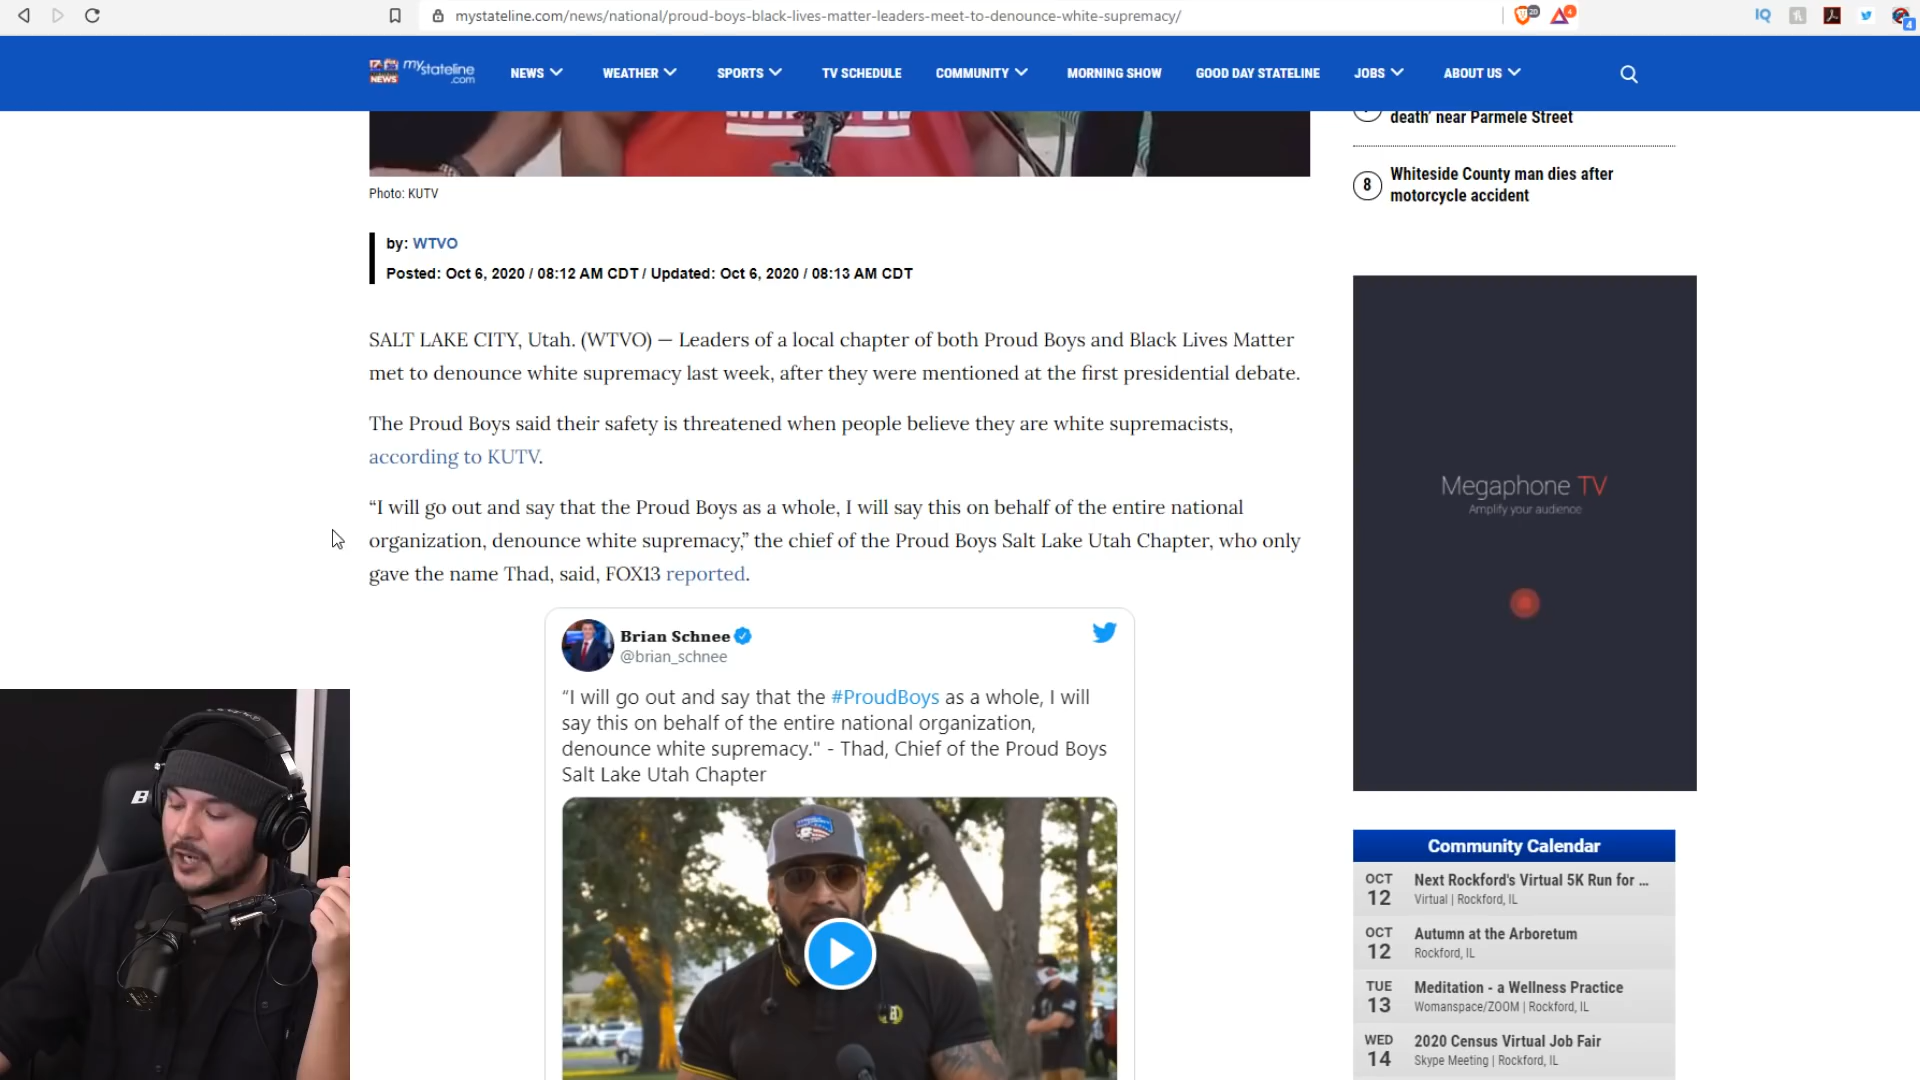 mystateline.com/news/national/proud-boys-black-lives-matter-leaders-meet-to-denounce-white-supremacy/
20
4
IQ
4
NEWS
mystateline
.com
NEWS
WEATHER
SPORTS
TV SCHEDULE
COMMUNITY
MORNING SHOW
GOOD DAY STATELINE
JOBS
ABOUT US
Photo: KUTV
by: WTVO
Posted: Oct 6, 2020 / 08:12 AM CDT / Updated: Oct 6, 2020 / 08:13 AM CDT
SALT LAKE CITY, Utah. (WTVO) — Leaders of a local chapter of both Proud Boys and Black Lives Matter
met to denounce white supremacy last week, after they were mentioned at the first presidential debate.
The Proud Boys said their safety is threatened when people believe they are white supremacists,
according to KUTV.
“I will go out and say that the Proud Boys as a whole, I will say this on behalf of the entire national
organization, denounce white supremacy,” the chief of the Proud Boys Salt Lake Utah Chapter, who only
gave the name Thad, said, FOX13 reported.
Brian Schnee
@brian_schnee
“I will go out and say that the #ProudBoys as a whole, I will
say this on behalf of the entire national organization,
denounce white supremacy." - Thad, Chief of the Proud Boys
Salt Lake Utah Chapter
death’ near Parmele Street
8
Whiteside County man dies after
motorcycle accident
Megaphone TV
Amplify your audience
Community Calendar
OCT
12
Next Rockford's Virtual 5K Run for ...
Virtual | Rockford, IL
OCT
12
Autumn at the Arboretum
Rockford, IL
TUE
13
Meditation - a Wellness Practice
Womanspace/ZOOM | Rockford, IL
WED
14
2020 Census Virtual Job Fair
Skype Meeting | Rockford, IL